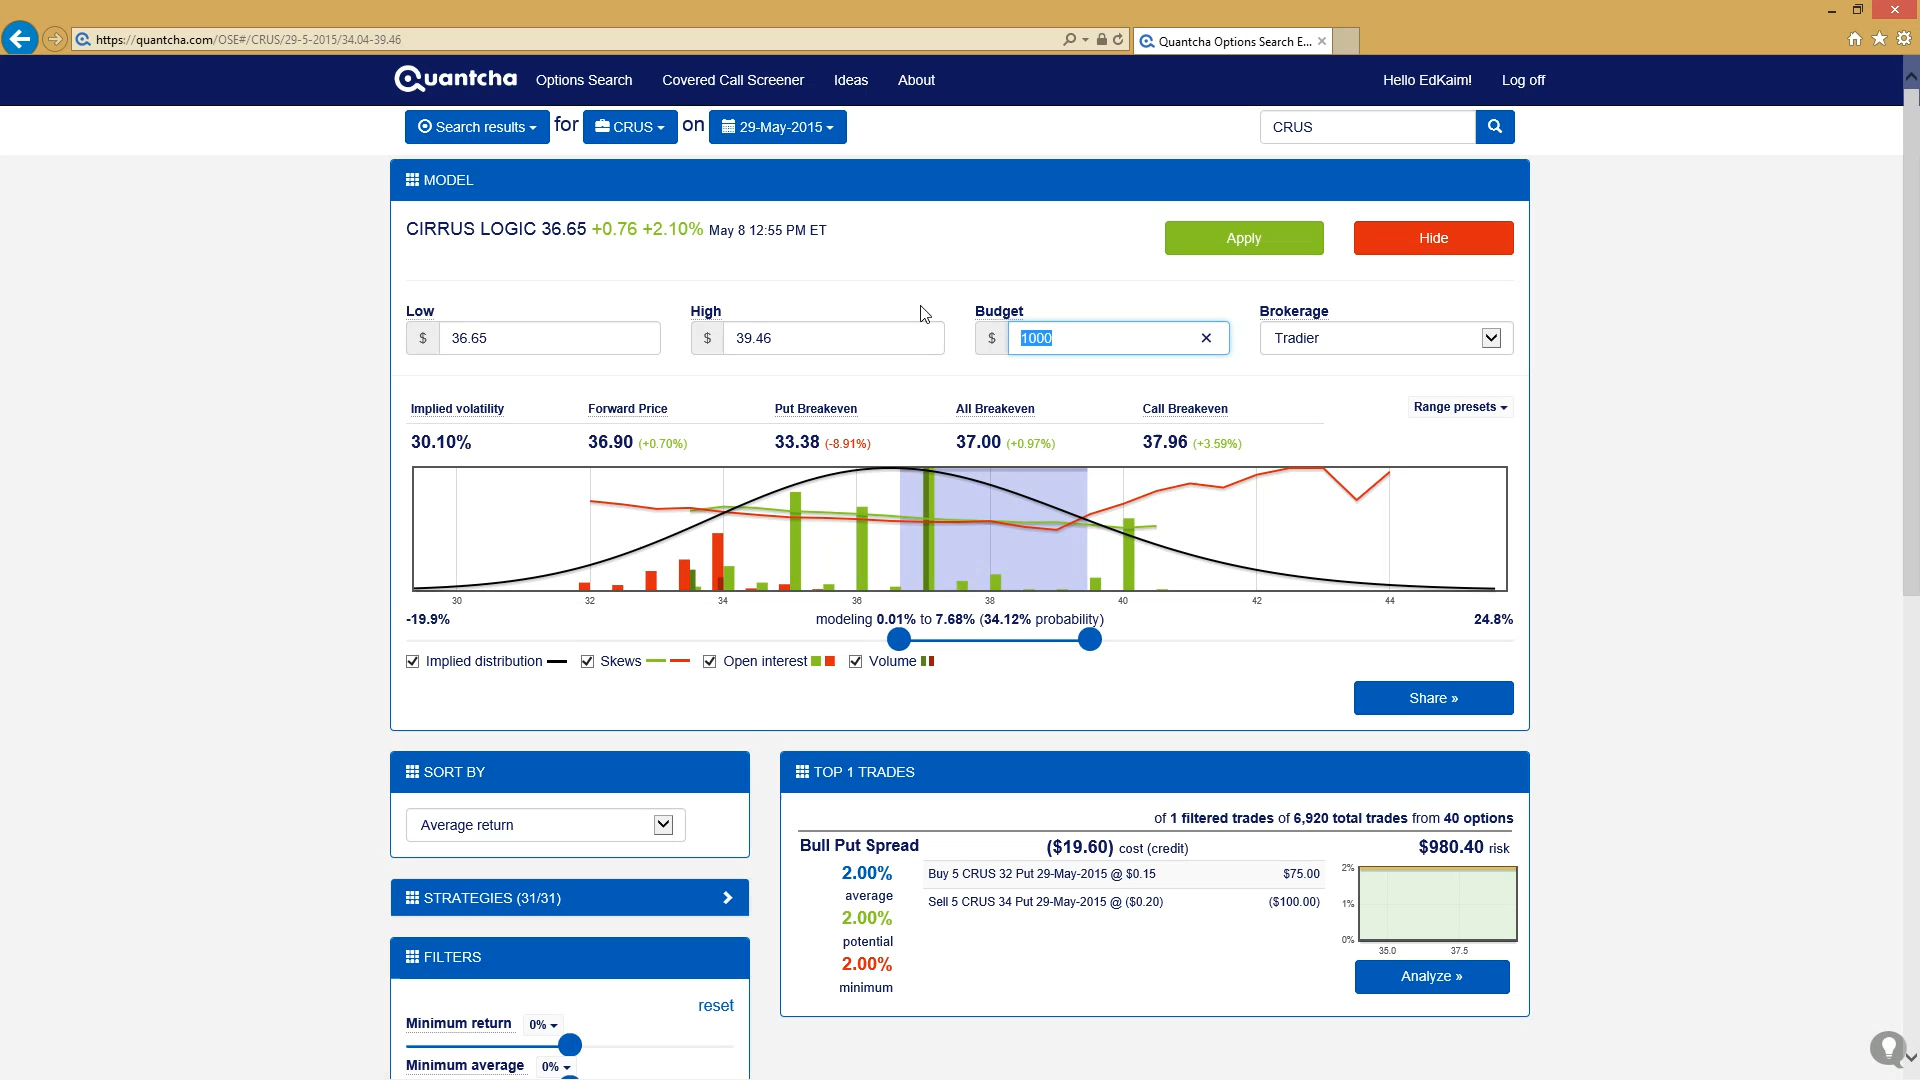 https://quantcha.com/OSE#/CRUS/29-5-2015/34.04-39.46
Quantcha Options Search E...
Quantcha
Options Search
Covered Call Screener
Ideas
About
Hello EdKaim!
Log off
Search results
for
CRUS
on
29-May-2015
CRUS
MODEL
CIRRUS LOGIC 36.65 +0.76 +2.10% May 8 12:55 PM ET
Apply
Hide
Low
High
Budget
Brokerage
$ 36.65
$ 39.46
$ 1000
Tradier
Implied volatility
Forward Price
Put Breakeven
All Breakeven
Call Breakeven
Range presets
30.10%
36.90 (+0.70%)
33.38 (-8.91%)
37.00 (+0.97%)
37.96 (+3.59%)
30 32 34 36 38 40 42 44
-19.9%
modeling 0.01% to 7.68% (34.12% probability)
24.8%
Implied distribution
Skews
Open interest
Volume
Share »
SORT BY
Average return
STRATEGIES (31/31)
FILTERS
reset
Minimum return 0%
Minimum average 0%
TOP 1 TRADES
of 1 filtered trades of 6,920 total trades from 40 options
Bull Put Spread
($19.60) cost (credit)
$980.40 risk
2.00%
average
2.00%
potential
2.00%
minimum
Buy 5 CRUS 32 Put 29-May-2015 @ $0.15 $75.00
Sell 5 CRUS 34 Put 29-May-2015 @ ($0.20) ($100.00)
2%
1%
0%
35.0 37.5
Analyze »